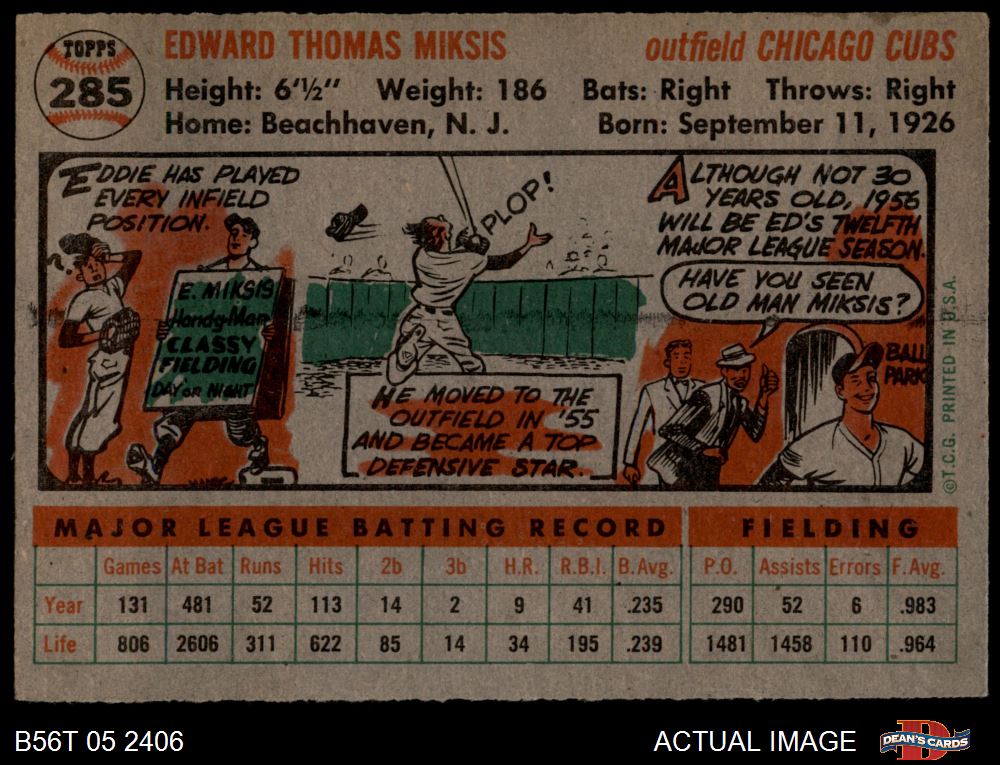 TOPPS
285
EDWARD THOMAS MIKSIS
outfield CHICAGO CUBS
Height: 6'½" Weight: 186 Bats: Right Throws: Right
Home: Beachhaven, N. J. Born: September 11, 1926
EDDIE HAS PLAYED
EVERY INFIELD
POSITION.
?
E. MIKSIS
Handy-Man
CLASSY
FIELDING
DAY or NIGHT
PLOP!
HE MOVED TO THE
OUTFIELD IN '55
AND BECAME A TOP
DEFENSIVE STAR.
ALTHOUGH NOT 30
YEARS OLD, 1956
WILL BE ED'S TWELFTH
MAJOR LEAGUE SEASON.
HAVE YOU SEEN
OLD MAN MIKSIS?
BALL
PARK
©T.C.G. PRINTED IN U.S.A.
MAJOR LEAGUE BATTING RECORD FIELDING
Games At Bat Runs Hits 2b 3b H.R. R.B.I. B.Avg. P.O. Assists Errors F.Avg.
Year 131 481 52 113 14 2 9 41 .235 290 52 6 .983
Life 806 2606 311 622 85 14 34 195 .239 1481 1458 110 .964
B56T 05 2406 ACTUAL IMAGE
D
DEAN'S CARDS